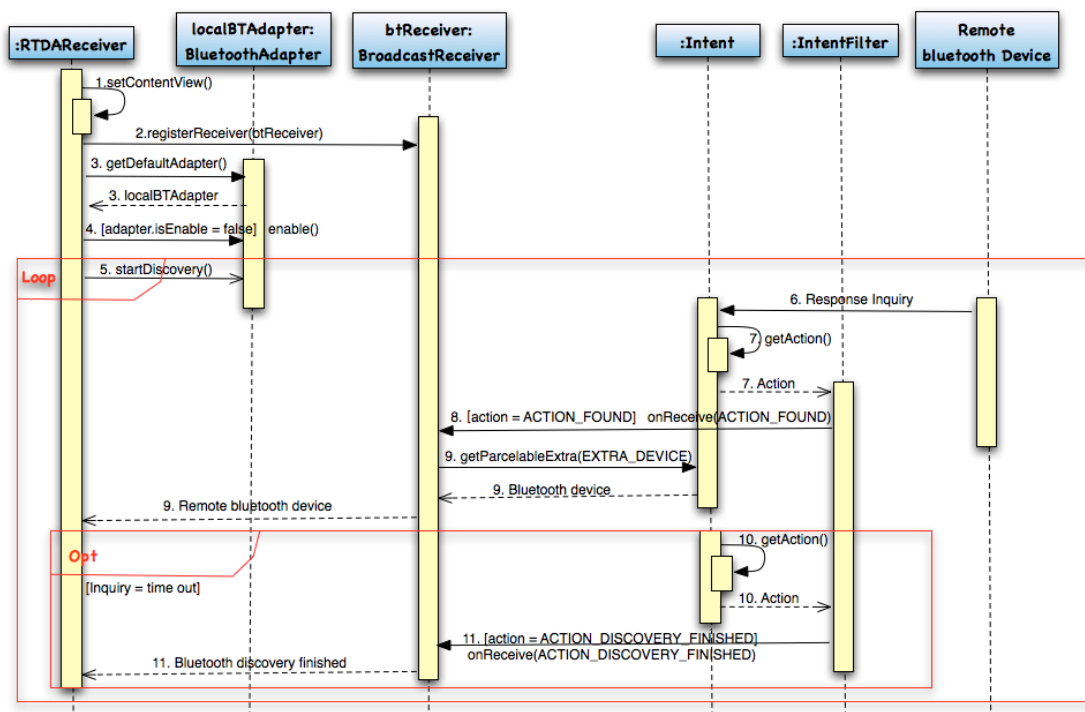 :RTDAReceiver
localBTAdapter:
BluetoothAdapter
btReceiver:
BroadcastReceiver
:Intent
:IntentFilter
Remote
bluetooth Device
1.setContentView()
2.registerReceiver(btReceiver)
3. getDefaultAdapter()
3. localBTAdapter
4. [adapter.isEnable = false] enable()
Loop
5. startDiscovery()
6. Response Inquiry
7. getAction()
7. Action
8. [action = ACTION_FOUND] onReceive(ACTION_FOUND)
9. getParcelableExtra(EXTRA_DEVICE)
9. Bluetooth device
9. Remote bluetooth device
Opt
[Inquiry = time out]
10. getAction()
10. Action
11. [action = ACTION_DISCOVERY_FINISHED]
onReceive(ACTION_DISCOVERY_FINISHED)
11. Bluetooth discovery finished